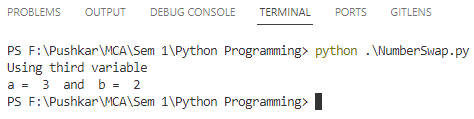 PROBLEMS OUTPUT DEBUG CONSOLE TERMINAL PORTS GITLENS
PS F:\Pushkar\MCA\Sem 1\Python Programming> python .\NumberSwap.py
Using third variable
a =  3  and  b =  2
PS F:\Pushkar\MCA\Sem 1\Python Programming>